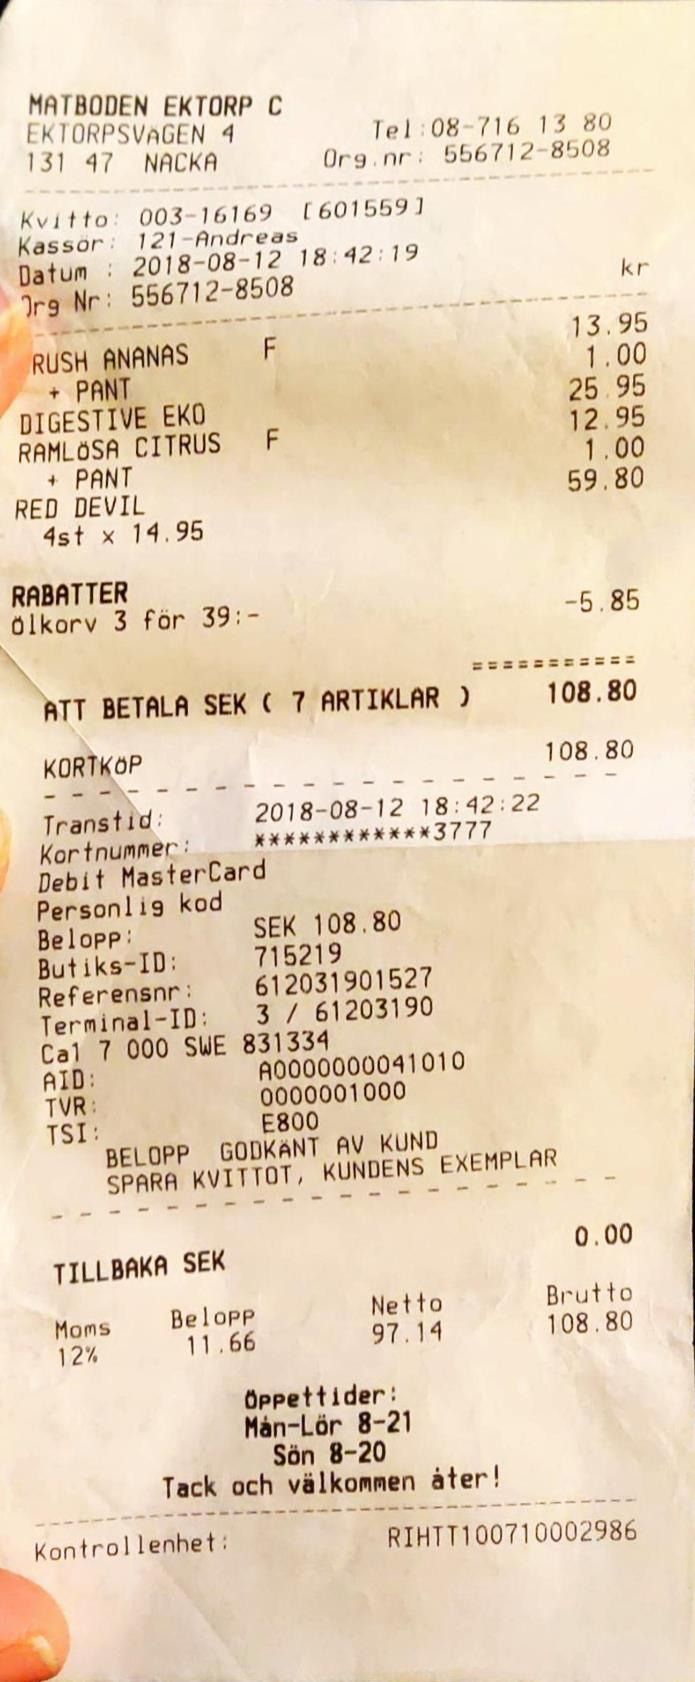 MATBODEN EKTORP C
EKTORPSVÄGEN 4 Tel:08-716 13 80
131 47 NACKA Org.nr: 556712-8508
Kvitto: 003-16169 [601559]
Kassör: 121-Andreas
Datum : 2018-08-12 18:42:19
Org Nr: 556712-8508 kr
RUSH ANANAS F 13.95
+ PANT 1.00
DIGESTIVE EKO 25.95
RAMLÖSA CITRUS F 12.95
+ PANT 1.00
RED DEVIL 59.80
4st x 14.95
RABATTER
Ölkorv 3 för 39:- -5.85
===========
ATT BETALA SEK ( 7 ARTIKLAR ) 108.80
KORTKÖP 108.80
Transtid: 2018-08-12 18:42:22
Kortnummer: ************3777
Debit MasterCard
Personlig kod
Belopp: SEK 108.80
Butiks-ID: 715219
Referensnr: 612031901527
Terminal-ID: 3 / 61203190
Ca1 7 000 SWE 831334
AID: A0000000041010
TVR: 0000001000
TSI: E800
BELOPP GODKÄNT AV KUND
SPARA KVITTOT, KUNDENS EXEMPLAR
TILLBAKA SEK 0.00
Moms Belopp Netto Brutto
12% 11.66 97.14 108.80
Öppettider:
Mån-Lör 8-21
Sön 8-20
Tack och välkommen åter!
Kontrollenhet: RIHTT100710002986